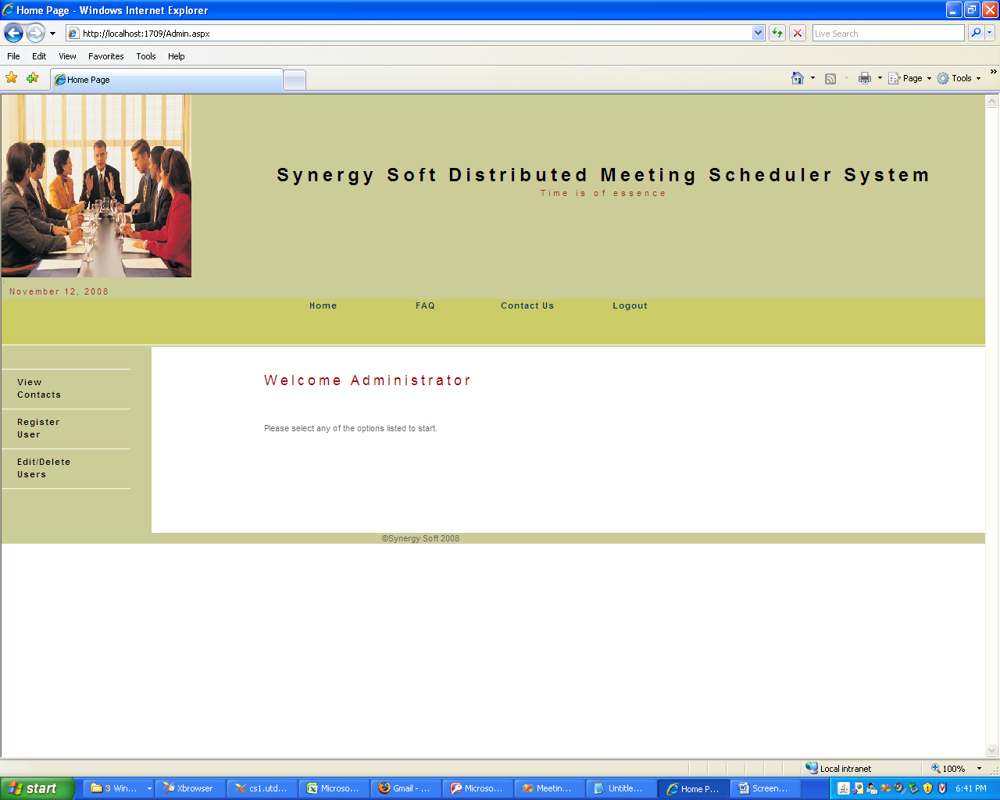 Home Page - Windows Internet Explorer
http://localhost:1709/Admin.aspx
Live Search
File Edit View Favorites Tools Help
Home Page
Page Tools
Synergy Soft Distributed Meeting Scheduler System
Time is of essence
November 12, 2008
Home FAQ Contact Us Logout
Welcome Administrator
Please select any of the options listed to start.
View
Contacts
Register
User
Edit/Delete
Users
©Synergy Soft 2008
Local intranet 100%
start 3 Win... Xbrowser cs1.utd... Microso... Gmail - ... Microso... Meetin... Untitle... Home P... Screen... 6:41 PM